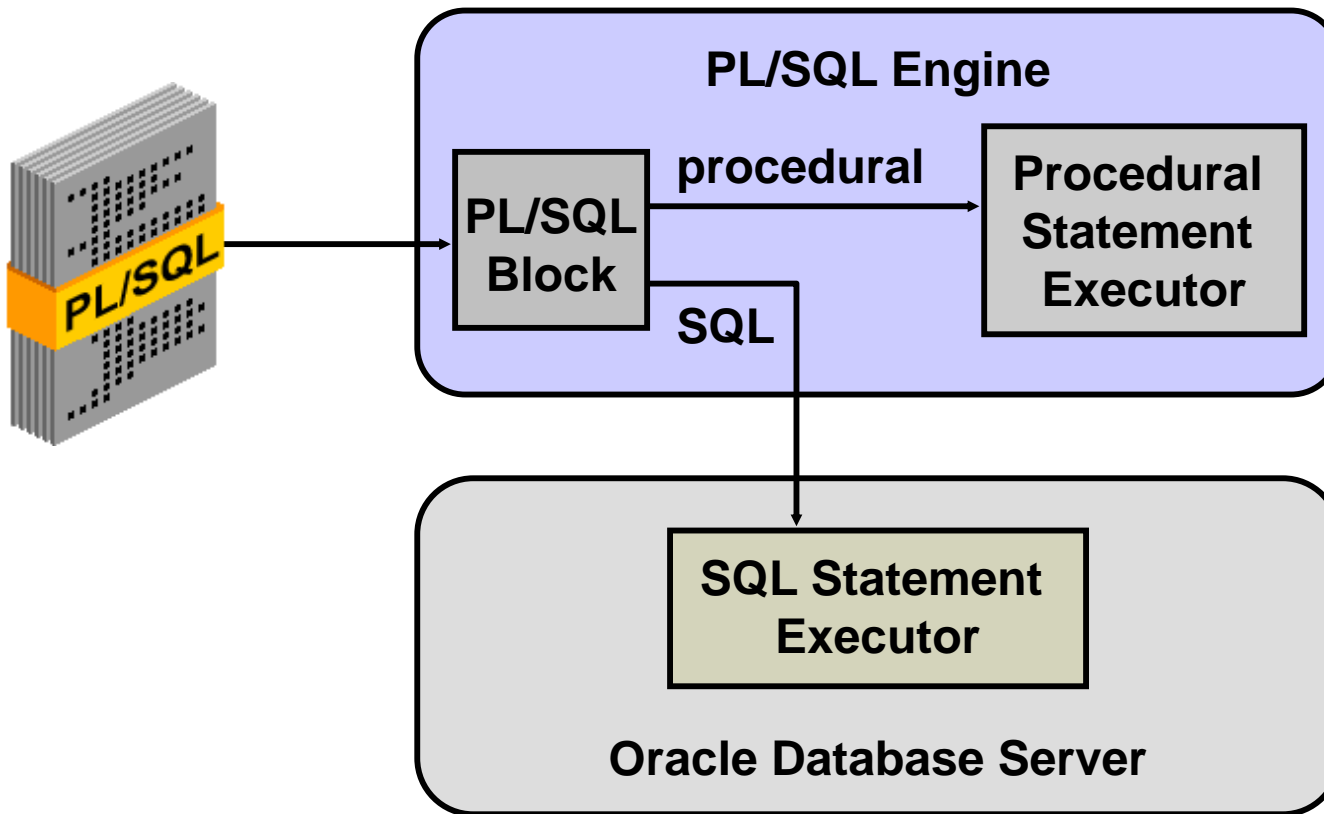 PL/SQL Engine
PL/SQL
procedural
Procedural
Statement
Executor
PL/SQL
Block
SQL
SQL Statement
Executor
Oracle Database Server